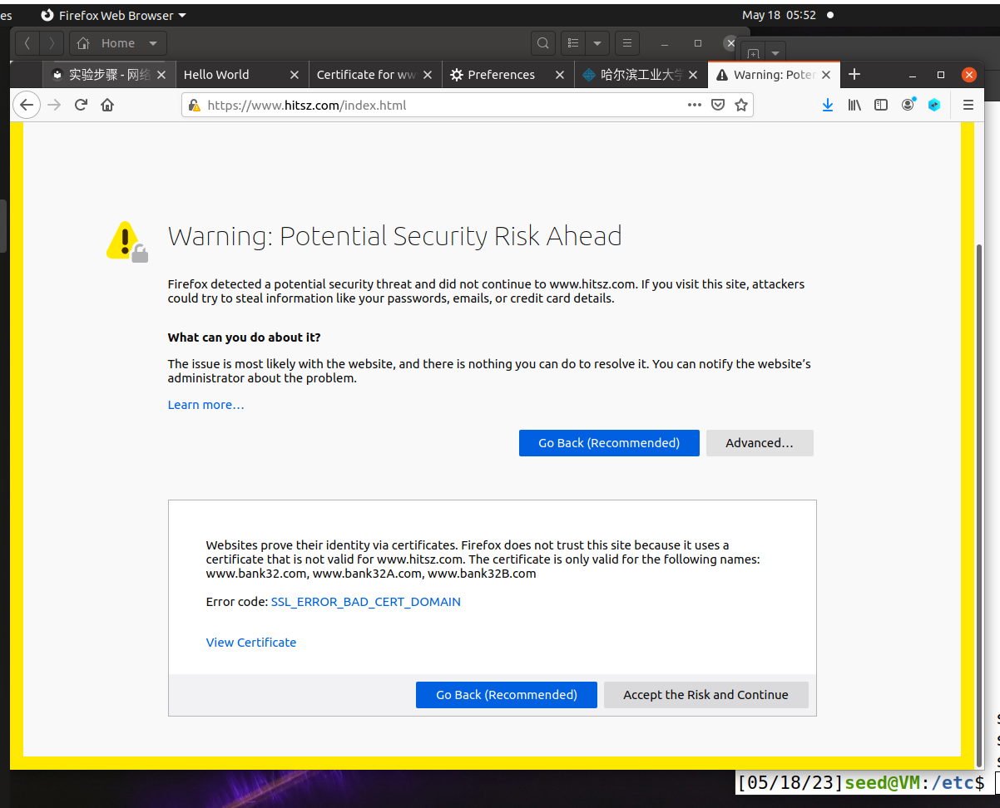 es
Firefox Web Browser
May 18 05:52
Home
实验步骤 - 网络
Hello World
Certificate for ww
Preferences
哈尔滨工业大学
Warning: Poten
https://www.hitsz.com/index.html
Warning: Potential Security Risk Ahead
Firefox detected a potential security threat and did not continue to www.hitsz.com. If you visit this site, attackers
could try to steal information like your passwords, emails, or credit card details.
What can you do about it?
The issue is most likely with the website, and there is nothing you can do to resolve it. You can notify the website’s
administrator about the problem.
Learn more…
Go Back (Recommended)
Advanced…
Websites prove their identity via certificates. Firefox does not trust this site because it uses a
certificate that is not valid for www.hitsz.com. The certificate is only valid for the following names:
www.bank32.com, www.bank32A.com, www.bank32B.com
Error code: SSL_ERROR_BAD_CERT_DOMAIN
View Certificate
Go Back (Recommended)
Accept the Risk and Continue
[05/18/23]seed@VM:/etc$